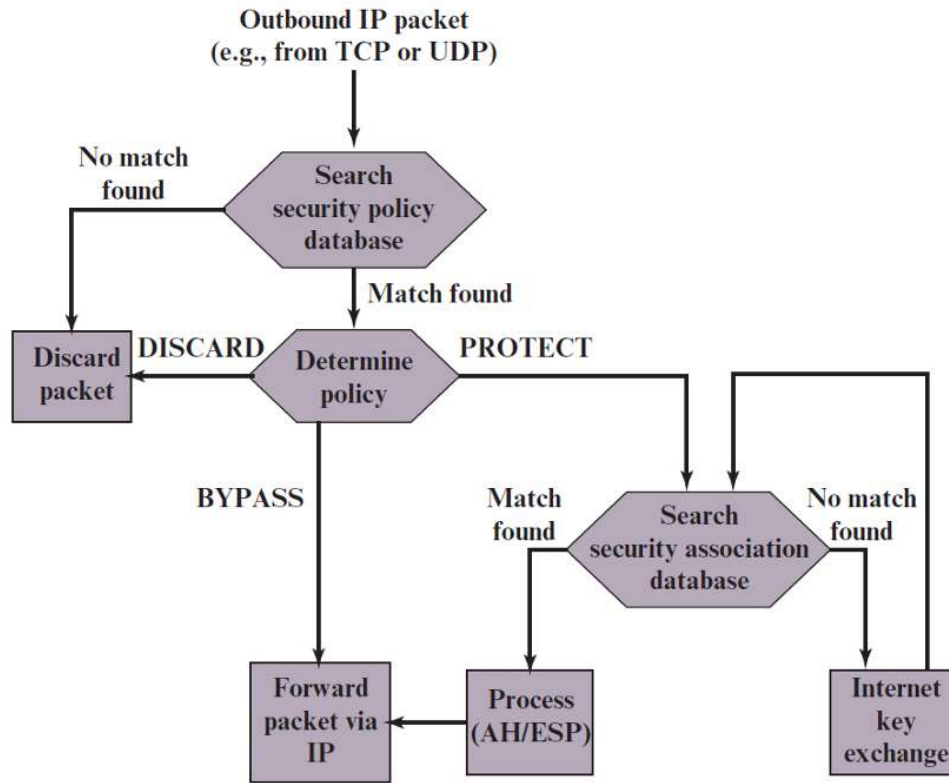 Outbound IP packet
(e.g., from TCP or UDP)
No match
found
Search
security policy
database
Match found
Discard
packet
DISCARD
Determine
policy
PROTECT
BYPASS
Match
found
Search
security association
database
No match
found
Forward
packet via
IP
Process
(AH/ESP)
Internet
key
exchange